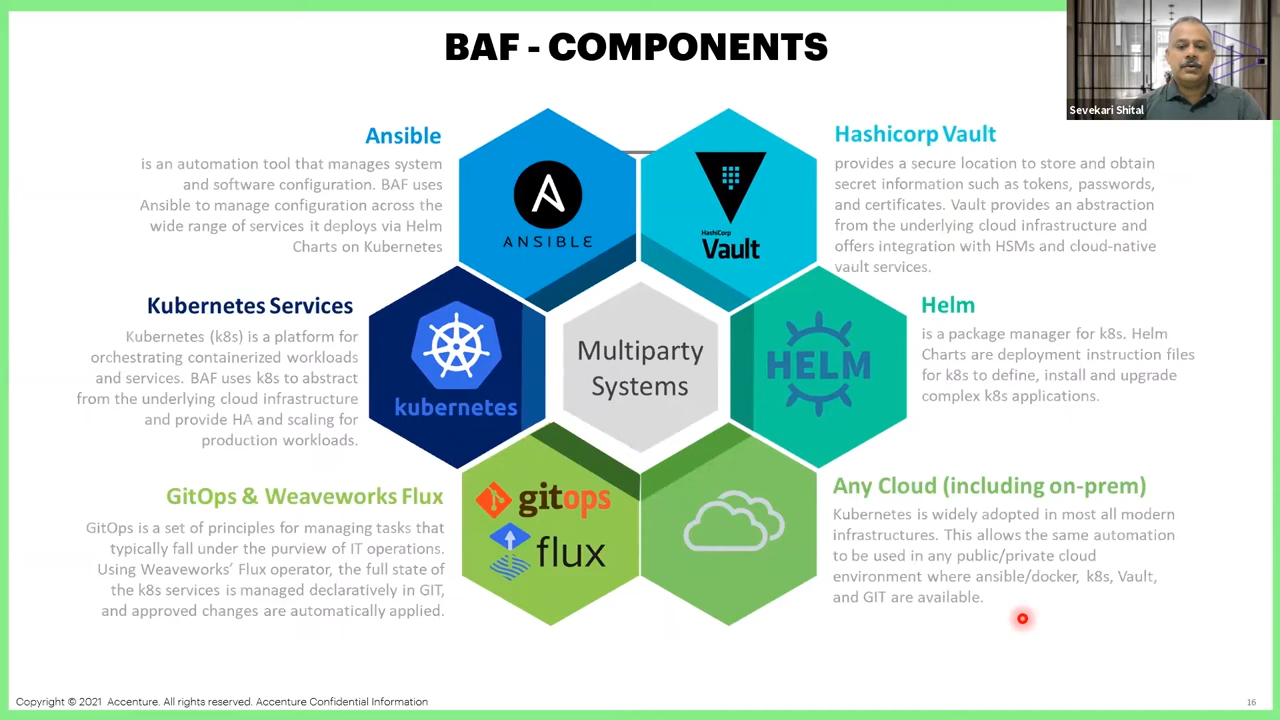 BAF - COMPONENTS
Sevekari Shital
Ansible
is an automation tool that manages system
and software configuration. BAF uses
Ansible to manage configuration across the
wide range of services it deploys via Helm
Charts on Kubernetes
ANSIBLE
HashiCorp
Vault
Hashicorp Vault
provides a secure location to store and obtain
secret information such as tokens, passwords,
and certificates. Vault provides an abstraction
from the underlying cloud infrastructure and
offers integration with HSMs and cloud-native
vault services.
Kubernetes Services
Kubernetes (k8s) is a platform for
orchestrating containerized workloads
and services. BAF uses k8s to abstract
from the underlying cloud infrastructure
and provide HA and scaling for
production workloads.
kubernetes
Multiparty
Systems
HELM
Helm
is a package manager for k8s. Helm
Charts are deployment instruction files
for k8s to define, install and upgrade
complex k8s applications.
GitOps & Weaveworks Flux
GitOps is a set of principles for managing tasks that
typically fall under the purview of IT operations.
Using Weaveworks’ Flux operator, the full state of
the k8s services is managed declaratively in GIT,
and approved changes are automatically applied.
gitops
flux
Any Cloud (including on-prem)
Kubernetes is widely adopted in most all modern
infrastructures. This allows the same automation
to be used in any public/private cloud
environment where ansible/docker, k8s, Vault,
and GIT are available.
Copyright © 2021 Accenture. All rights reserved. Accenture Confidential Information
16